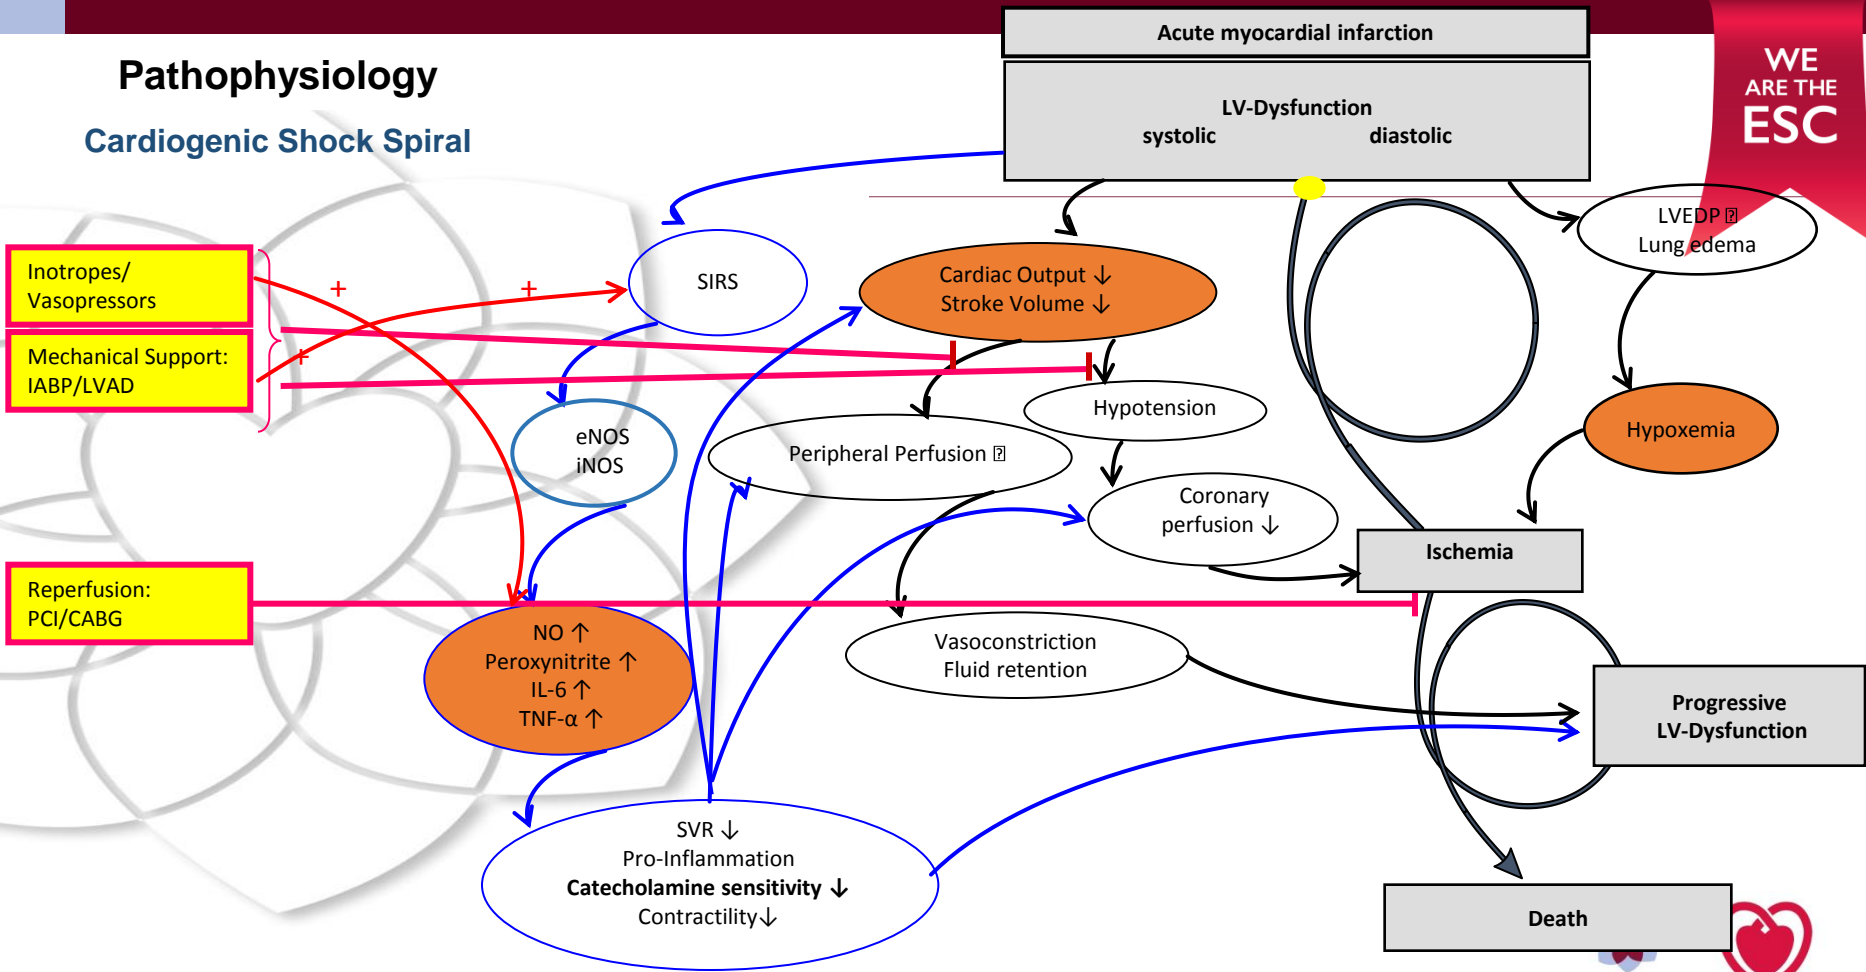 Acute myocardial infarction
Pathophysiology
Cardiogenic Shock Spiral
LV-Dysfunction
systolic diastolic
WE
ARE THE
ESC
LVEDP
Lung edema
Inotropes/
Vasopressors
Mechanical Support:
IABP/LVAD
+
+
+
SIRS
Cardiac Output ↓
Stroke Volume ↓
Hypotension
Hypoxemia
eNOS
iNOS
Peripheral Perfusion
Coronary
perfusion ↓
Ischemia
Reperfusion:
PCI/CABG
NO ↑
Peroxynitrite ↑
IL-6 ↑
TNF-α ↑
Vasoconstriction
Fluid retention
Progressive
LV-Dysfunction
SVR ↓
Pro-Inflammation
Catecholamine sensitivity ↓
Contractility↓
Death